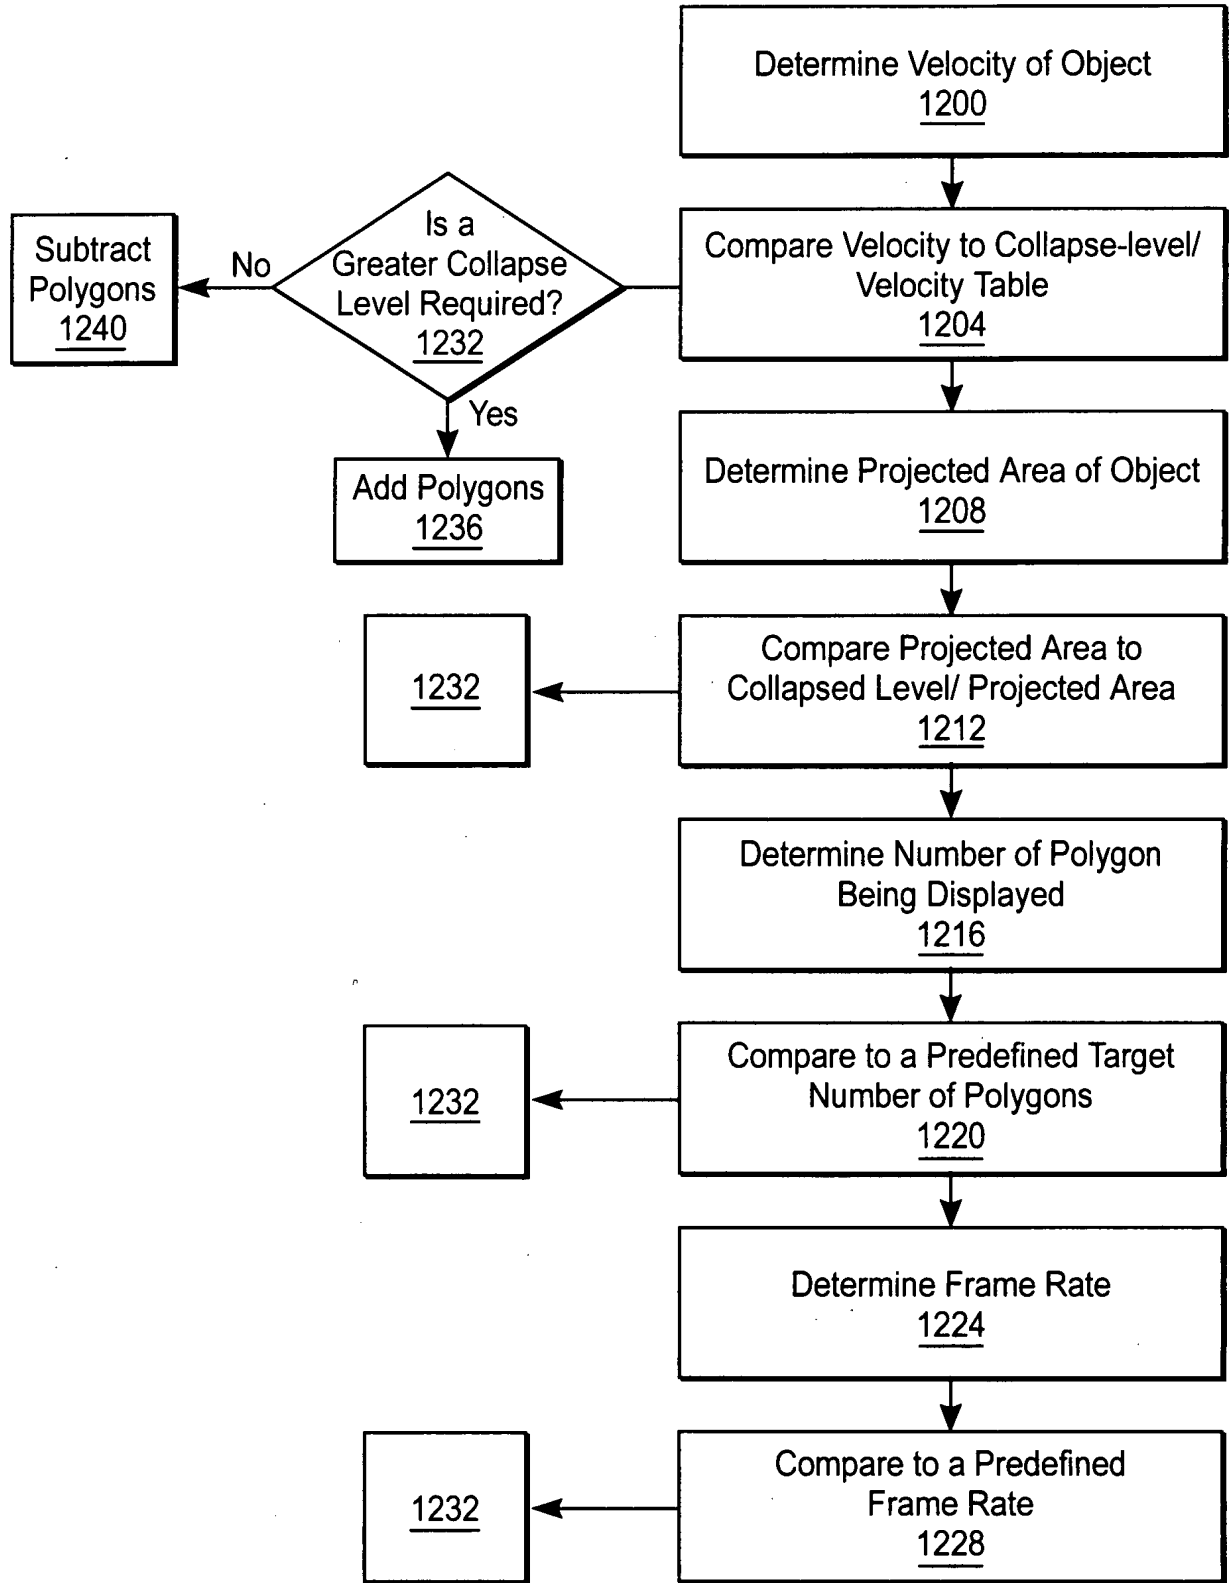 Determine Velocity of Object
1200
Compare Velocity to Collapse-level/
Velocity Table
1204
Is a
Greater Collapse
Level Required?
1232
No
Subtract
Polygons
1240
Yes
Add Polygons
1236
Determine Projected Area of Object
1208
Compare Projected Area to
Collapsed Level/ Projected Area
1212
1232
Determine Number of Polygon
Being Displayed
1216
Compare to a Predefined Target
Number of Polygons
1220
1232
Determine Frame Rate
1224
Compare to a Predefined
Frame Rate
1228
1232